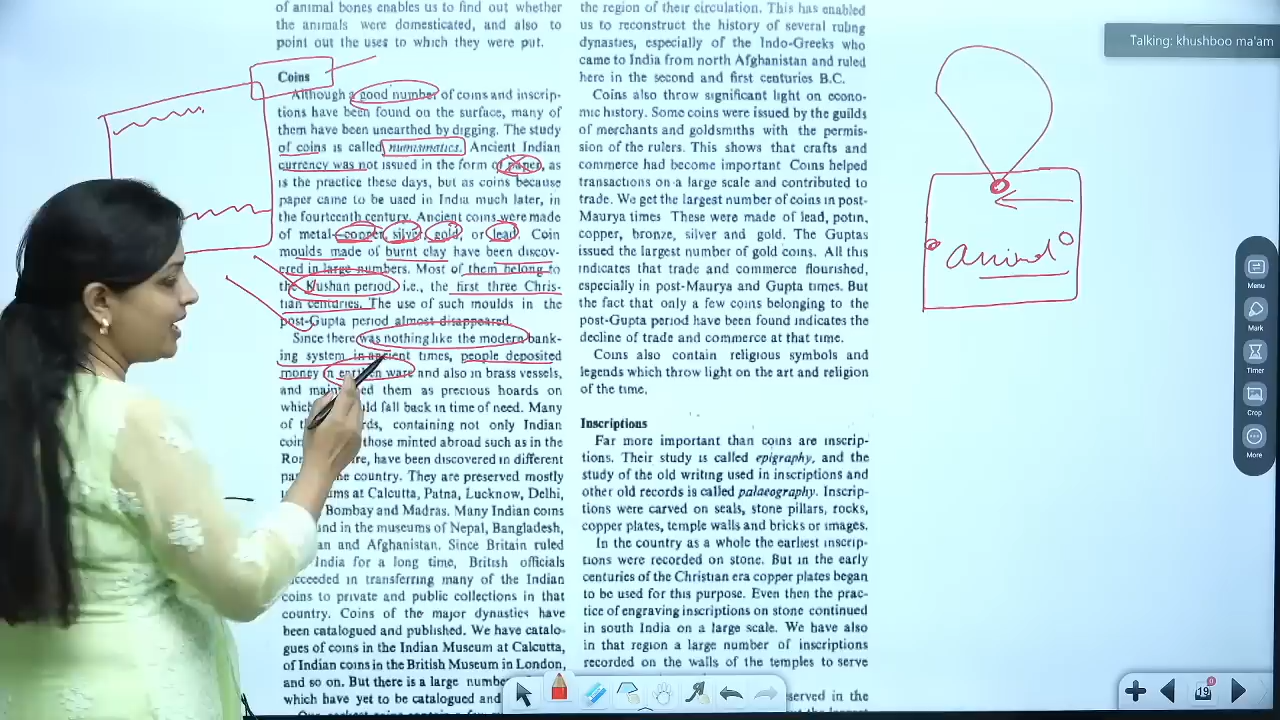 of animal bones enables us to find out whether
the animals were domesticated, and also to
point out the uses to which they were put.
Coins
Although a good number of coins and inscrip-
tions have been found on the surface, many of
them have been unearthed by digging. The study
of coins is called numismatics. Ancient Indian
currency was not issued in the form of paper, as
is the practice these days, but as coins because
paper came to be used in India much later, in
the fourteenth century. Ancient coins were made
of metal—copper, silver, gold, or lead. Coin
moulds made of burnt clay have been discov-
ered in large numbers. Most of them belong to
the Kushan period, i.e., the first three Chris-
tian centuries. The use of such moulds in the
post-Gupta period almost disappeared.
Since there was nothing like the modern bank-
ing system in ancient times, people deposited
money in earthen ware and also in brass vessels,
and them as precious hoards on
which fall back in time of need. Many
of containing not only Indian
those minted abroad such as in the
have been discovered in different
country. They are preserved mostly
at Calcutta, Patna, Lucknow, Delhi,
Bombay and Madras. Many Indian coins
in the museums of Nepal, Bangladesh,
and Afghanistan. Since Britain ruled
India for a long time, British officials
in transferring many of the Indian
coins to private and public collections in that
country. Coins of the major dynasties have
been catalogued and published. We have catalo-
gues of coins in the Indian Museum at Calcutta,
of Indian coins in the British Museum in London,
and so on. But there is a large
which have yet to be catalogued and
the region of their circulation. This has enabled
us to reconstruct the history of several ruling
dynasties, especially of the Indo-Greeks who
came to India from north Afghanistan and ruled
here in the second and first centuries B.C.
Coins also throw significant light on econo-
mic history. Some coins were issued by the guilds
of merchants and goldsmiths with the permis-
sion of the rulers. This shows that crafts and
commerce had become important Coins helped
transactions on a large scale and contributed to
trade. We get the largest number of coins in post-
Maurya times These were made of lead, potin,
copper, bronze, silver and gold. The Guptas
issued the largest number of gold coins. All this
indicates that trade and commerce flourished,
especially in post-Maurya and Gupta times. But
the fact that only a few coins belonging to the
post-Gupta period have been found indicates the
decline of trade and commerce at that time.
Coins also contain religious symbols and
legends which throw light on the art and religion
of the time.
Inscriptions
Far more important than coins are inscrip-
tions. Their study is called epigraphy, and the
study of the old writing used in inscriptions and
other old records is called palaeography. Inscrip-
tions were carved on seals, stone pillars, rocks,
copper plates, temple walls and bricks or images.
In the country as a whole the earliest inscrip-
tions were recorded on stone. But in the early
centuries of the Christian era copper plates began
to be used for this purpose. Even then the prac-
tice of engraving inscriptions on stone continued
in south India on a large scale. We have also
in that region a large number of inscriptions
recorded on the walls of the temples to serve
served in the
Talking: khushboo ma'am
Menu
Mark
Timer
Crop
More
19